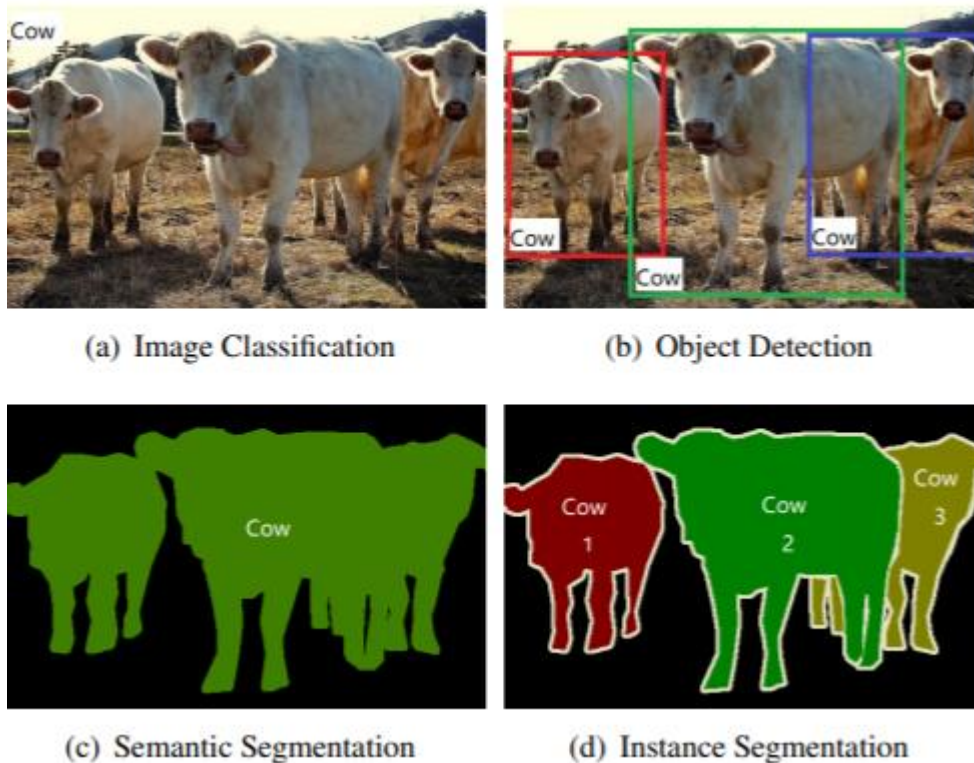 Cow
Cow
Cow
Cow
(a) Image Classification
(b) Object Detection
Cow
Cow
1
Cow
2
Cow
3
(c) Semantic Segmentation
(d) Instance Segmentation